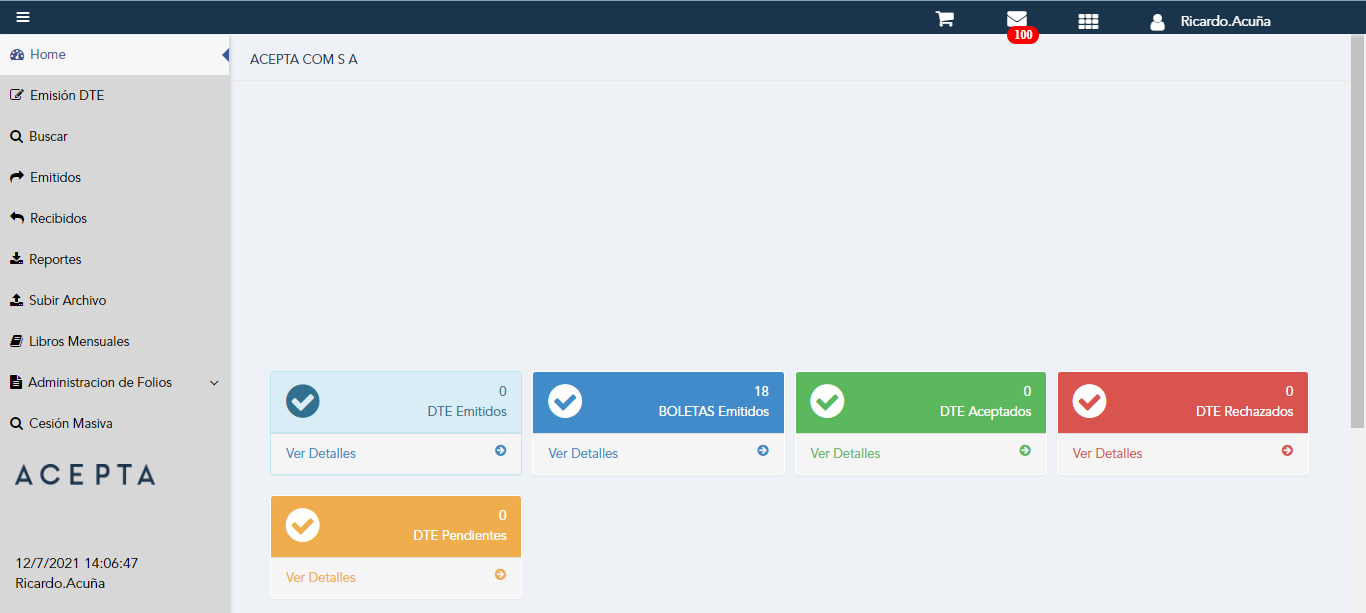 Ricardo.Acuña
100
Home
ACEPTA COM S A
Emisión DTE
Buscar
Emitidos
Recibidos
Reportes
Subir Archivo
Libros Mensuales
Administracion de Folios
Cesión Masiva
ACEPTA
12/7/2021 14:06:47
Ricardo.Acuña
0
DTE Emitidos
Ver Detalles
18
BOLETAS Emitidos
Ver Detalles
0
DTE Aceptados
Ver Detalles
0
DTE Rechazados
Ver Detalles
0
DTE Pendientes
Ver Detalles